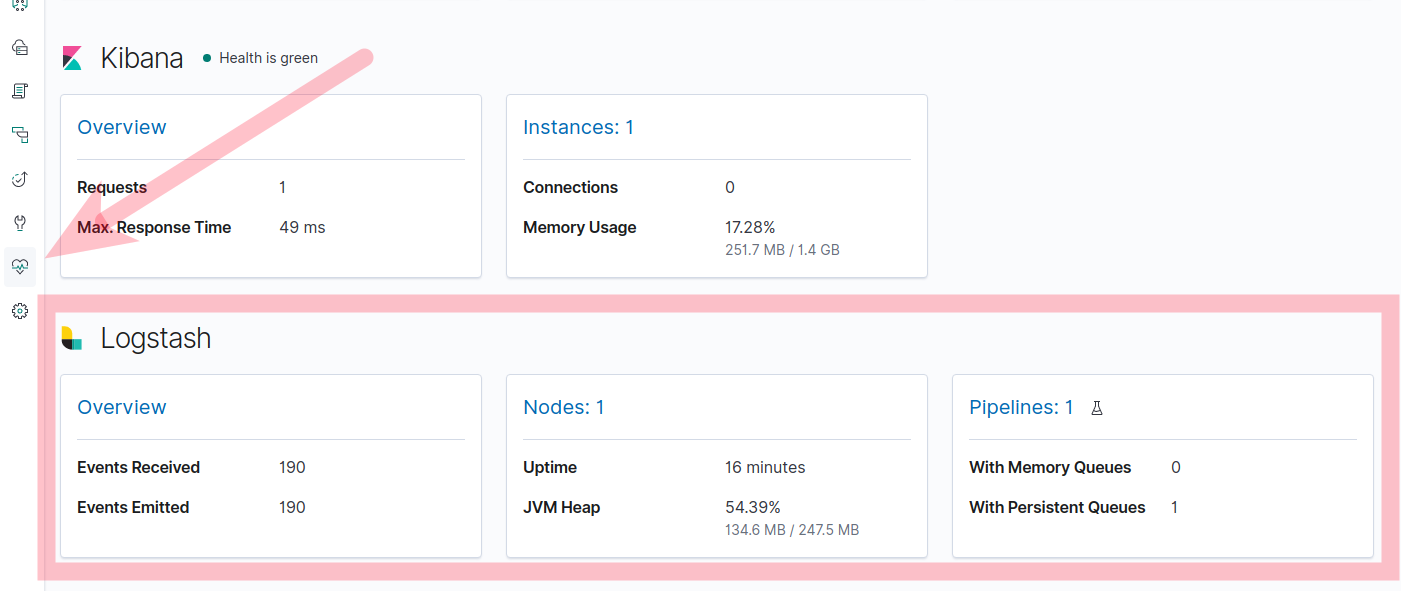 Kibana Health is green
Overview
Requests 1
Max. Response Time 49 ms
Instances: 1
Connections 0
Memory Usage 17.28%
251.7 MB / 1.4 GB
Logstash
Overview
Events Received 190
Events Emitted 190
Nodes: 1
Uptime 16 minutes
JVM Heap 54.39%
134.6 MB / 247.5 MB
Pipelines: 1
With Memory Queues 0
With Persistent Queues 1